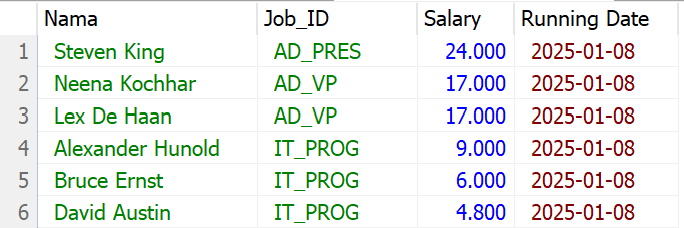 Nama Job_ID Salary Running Date
1 Steven King AD_PRES 24.000 2025-01-08
2 Neena Kochhar AD_VP 17.000 2025-01-08
3 Lex De Haan AD_VP 17.000 2025-01-08
4 Alexander Hunold IT_PROG 9.000 2025-01-08
5 Bruce Ernst IT_PROG 6.000 2025-01-08
6 David Austin IT_PROG 4.800 2025-01-08